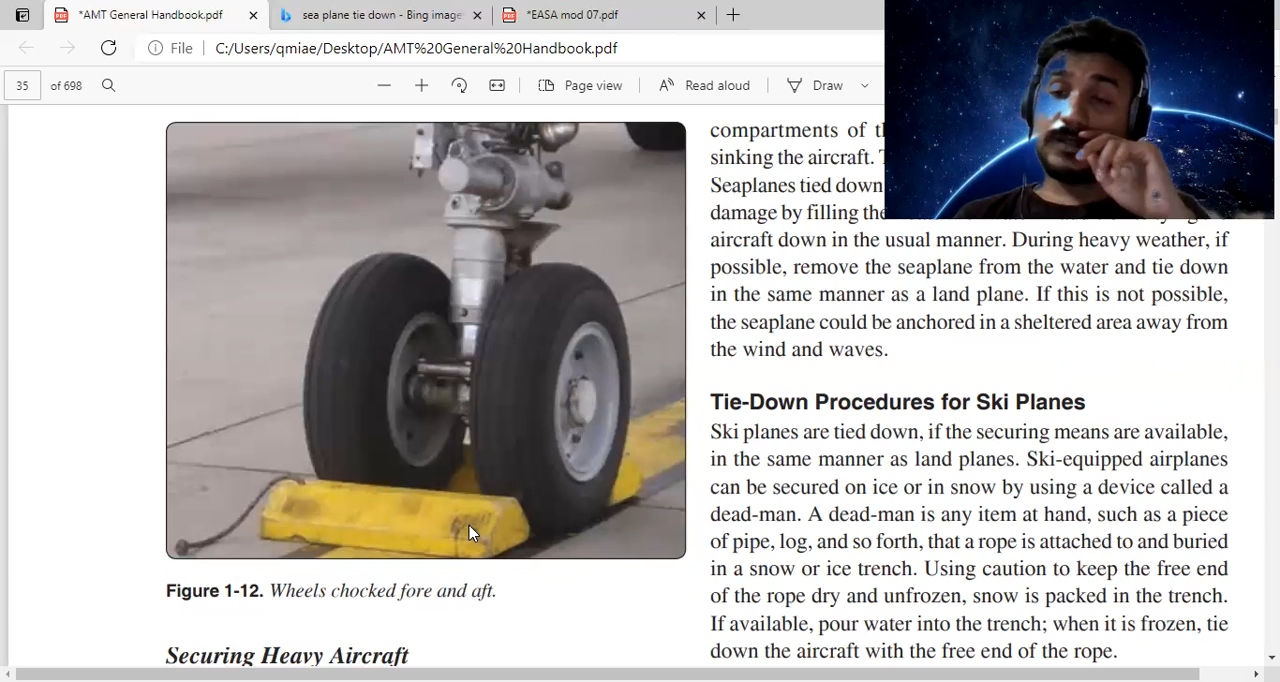 *AMT General Handbook.pdf
sea plane tie down - Bing image
*EASA mod 07.pdf
File
C:/Users/qmiae/Desktop/AMT%20General%20Handbook.pdf
35
of 698
Page view
Read aloud
Draw
compartments of
sinking the aircraft.
Seaplanes tied down
damage by filling the
aircraft down in the usual manner. During heavy weather, if
possible, remove the seaplane from the water and tie down
in the same manner as a land plane. If this is not possible,
the seaplane could be anchored in a sheltered area away from
the wind and waves.
Tie-Down Procedures for Ski Planes
Ski planes are tied down, if the securing means are available,
in the same manner as land planes. Ski-equipped airplanes
can be secured on ice or in snow by using a device called a
dead-man. A dead-man is any item at hand, such as a piece
of pipe, log, and so forth, that a rope is attached to and buried
in a snow or ice trench. Using caution to keep the free end
of the rope dry and unfrozen, snow is packed in the trench.
If available, pour water into the trench; when it is frozen, tie
down the aircraft with the free end of the rope.
Figure 1-12. Wheels chocked fore and aft.
Securing Heavy Aircraft